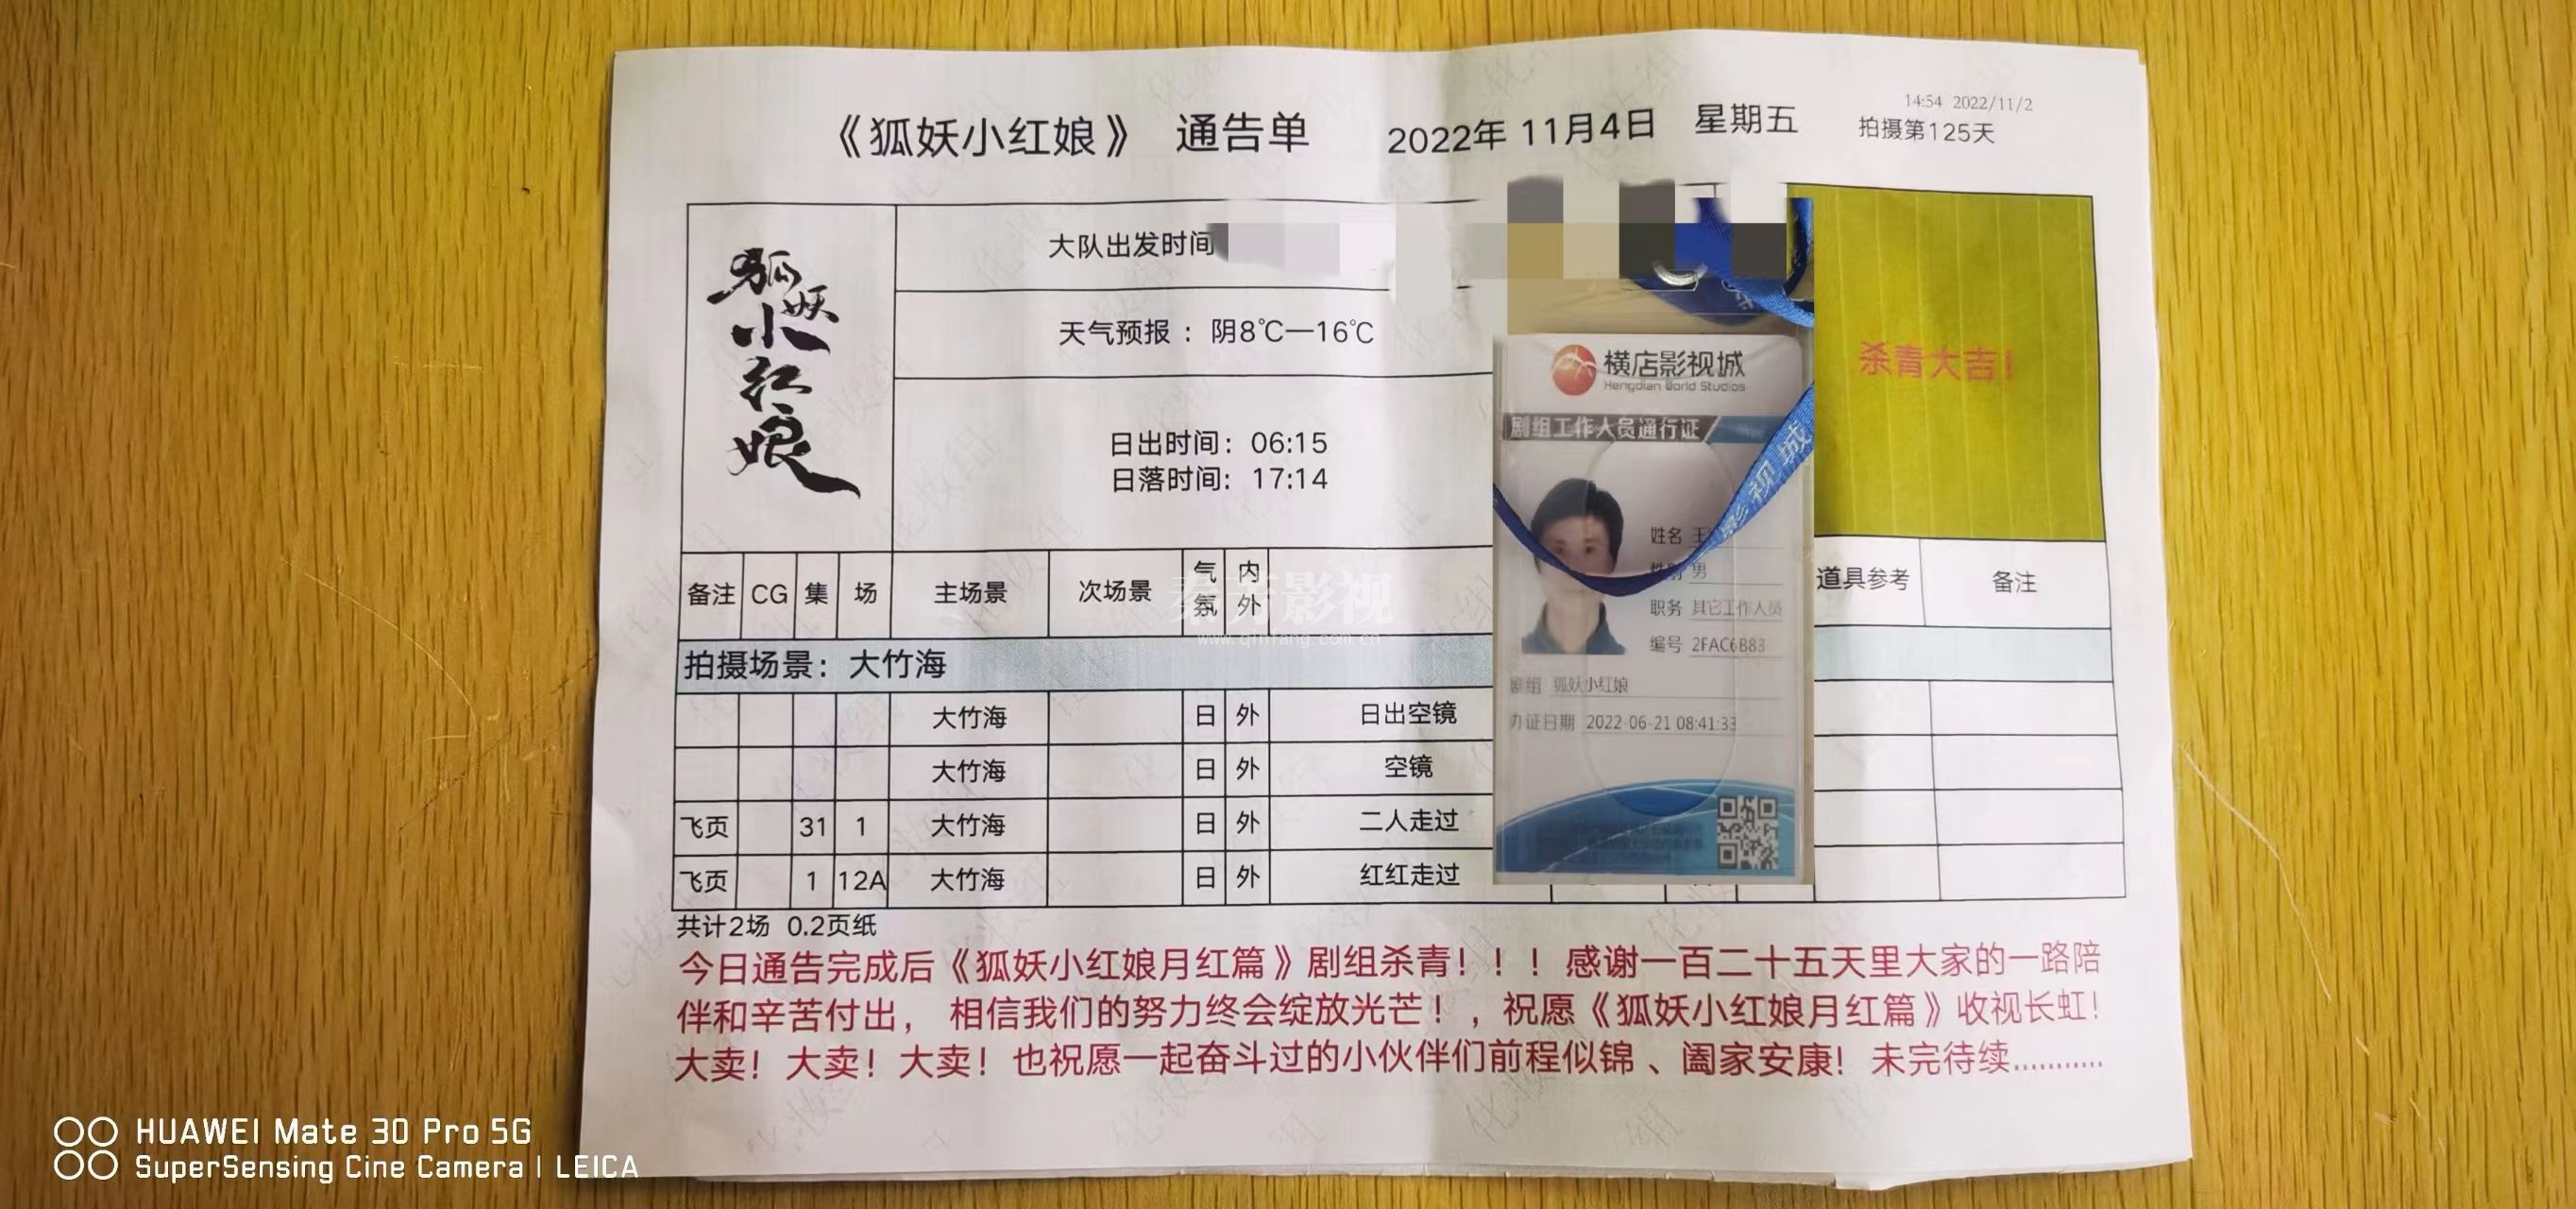 14:54 2022/11/2
《狐妖小红娘》 通告单 2022年 11月4日 星期五 拍摄第125天
狐妖小红娘
大队出发时间
天气预报：阴8℃—16℃
日出时间：06:15
日落时间：17:14
杀青大吉！
横店影视城
Hengdian World Studios
剧组工作人员通行证
姓名 王
性别 男
职务 其它工作人员
编号 2FAC6B83
剧组 狐妖小红娘
办证日期 2022-06-21 08:41:33
影视城
备注 CG 集 场 主场景 次场景 气氛 内外 道具参考 备注
秦芳影视
www.qinfang.com.cn
拍摄场景：大竹海
大竹海 日 外 日出空镜
大竹海 日 外 空镜
飞页 31 1 大竹海 日 外 二人走过
飞页 1 12A 大竹海 日 外 红红走过
共计2场 0.2页纸
今日通告完成后《狐妖小红娘月红篇》剧组杀青！！！感谢一百二十五天里大家的一路陪
伴和辛苦付出， 相信我们的努力终会绽放光芒！，祝愿《狐妖小红娘月红篇》收视长虹！
大卖！大卖！大卖！也祝愿一起奋斗过的小伙伴们前程似锦、阖家安康！未完待续...........
HUAWEI Mate 30 Pro 5G
SuperSensing Cine Camera | LEICA